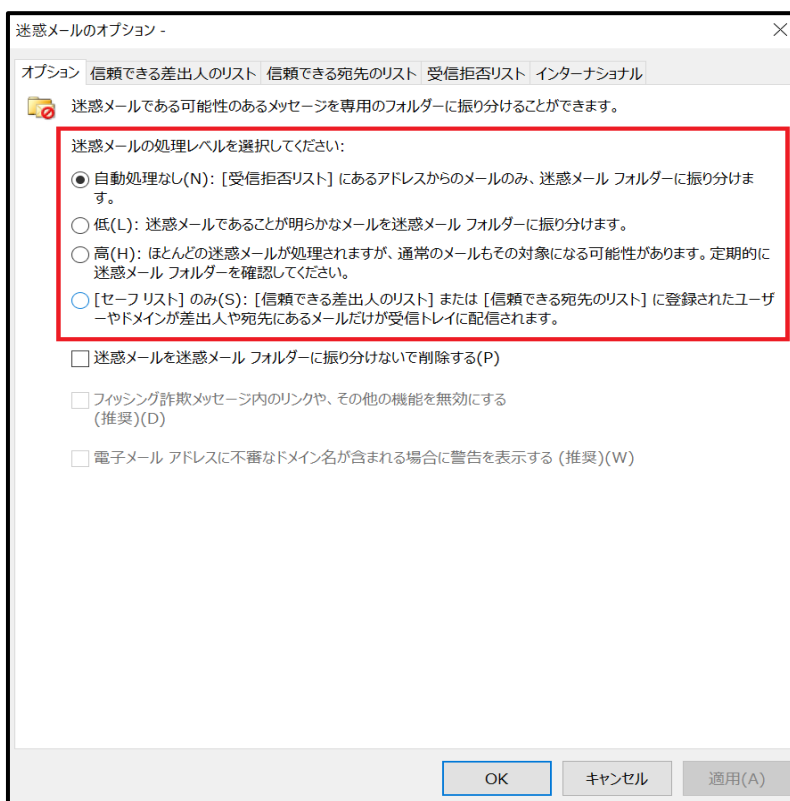 迷惑メールのオプション -
オプション 信頼できる差出人のリスト 信頼できる宛先のリスト 受信拒否リスト インターナショナル
迷惑メールである可能性のあるメッセージを専用のフォルダーに振り分けることができます。
迷惑メールの処理レベルを選択してください:
自動処理なし(N): [受信拒否リスト] にあるアドレスからのメールのみ、迷惑メール フォルダーに振り分けま
す。
低(L): 迷惑メールであることが明らかなメールを迷惑メール フォルダーに振り分けます。
高(H): ほとんどの迷惑メールが処理されますが、通常のメールもその対象になる可能性があります。定期的に
迷惑メール フォルダーを確認してください。
[セーフ リスト] のみ(S): [信頼できる差出人のリスト] または [信頼できる宛先のリスト] に登録されたユーザ
ーやドメインが差出人や宛先にあるメールだけが受信トレイに配信されます。
迷惑メールを迷惑メール フォルダーに振り分けないで削除する(P)
フィッシング詐欺メッセージ内のリンクや、その他の機能を無効にする
(推奨)(D)
電子メール アドレスに不審なドメイン名が含まれる場合に警告を表示する (推奨)(W)
OK キャンセル 適用(A)